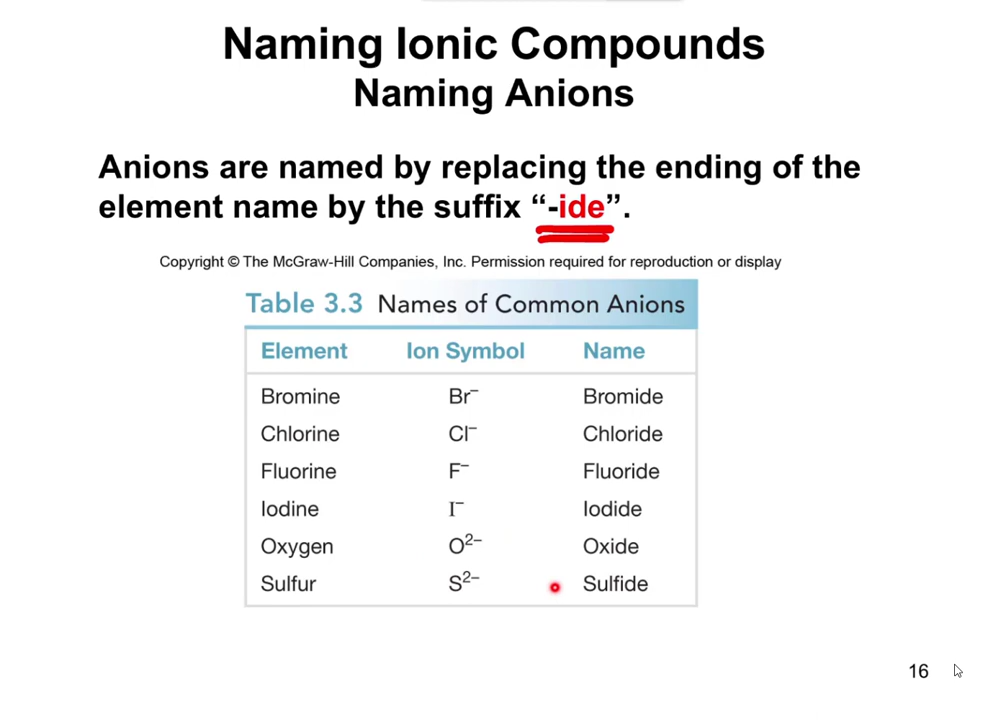 Naming Ionic Compounds
Naming Anions
Anions are named by replacing the ending of the
element name by the suffix “-ide”.
Copyright © The McGraw-Hill Companies, Inc. Permission required for reproduction or display
Table 3.3 Names of Common Anions
Element Ion Symbol Name
Bromine Br⁻ Bromide
Chlorine Cl⁻ Chloride
Fluorine F⁻ Fluoride
Iodine I⁻ Iodide
Oxygen O²⁻ Oxide
Sulfur S²⁻ Sulfide
16